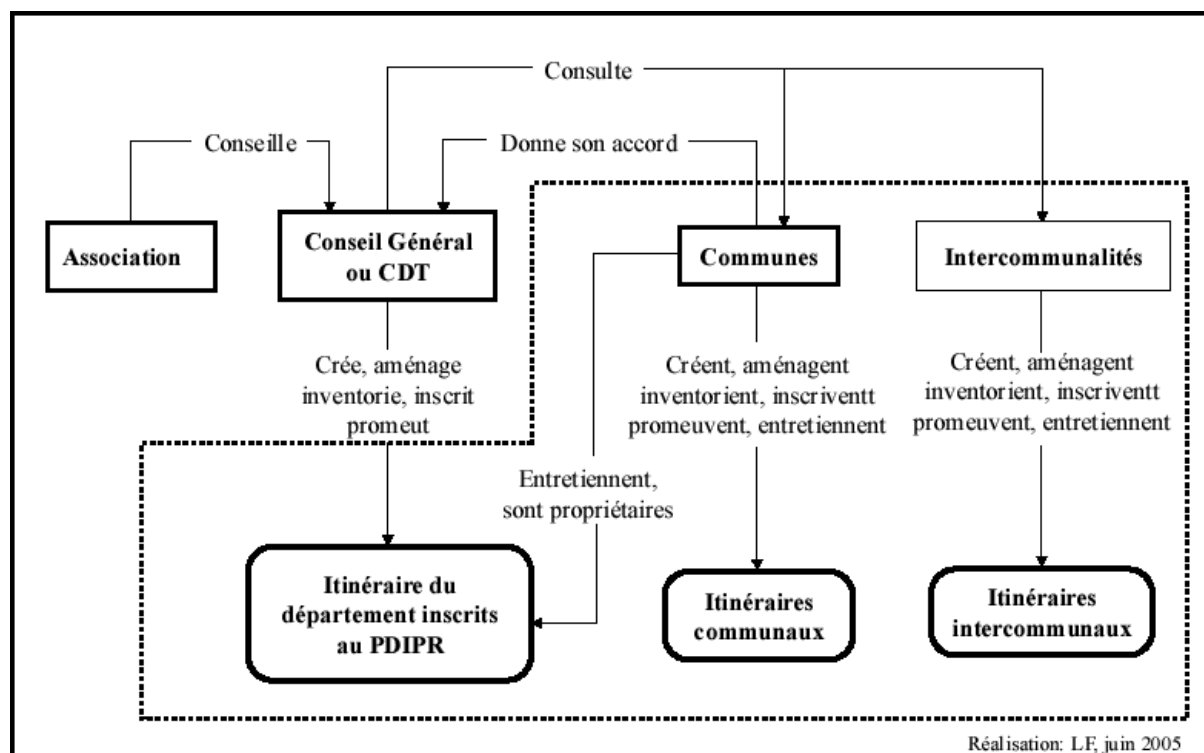 Consulte
Conseille
Donne son accord
Association
Conseil Général
ou CDT
Communes
Intercommunalités
Crée, aménage
inventorie, inscrit
promeut
Créent, aménagent
inventorient, inscriventt
promeuvent, entretiennent
Créent, aménagent
inventorient, inscriventt
promeuvent, entretiennent
Entretiennent,
sont propriétaires
Itinéraire du
département inscrits
au PDIPR
Itinéraires
communaux
Itinéraires
intercommunaux
Réalisation: LF, juin 2005